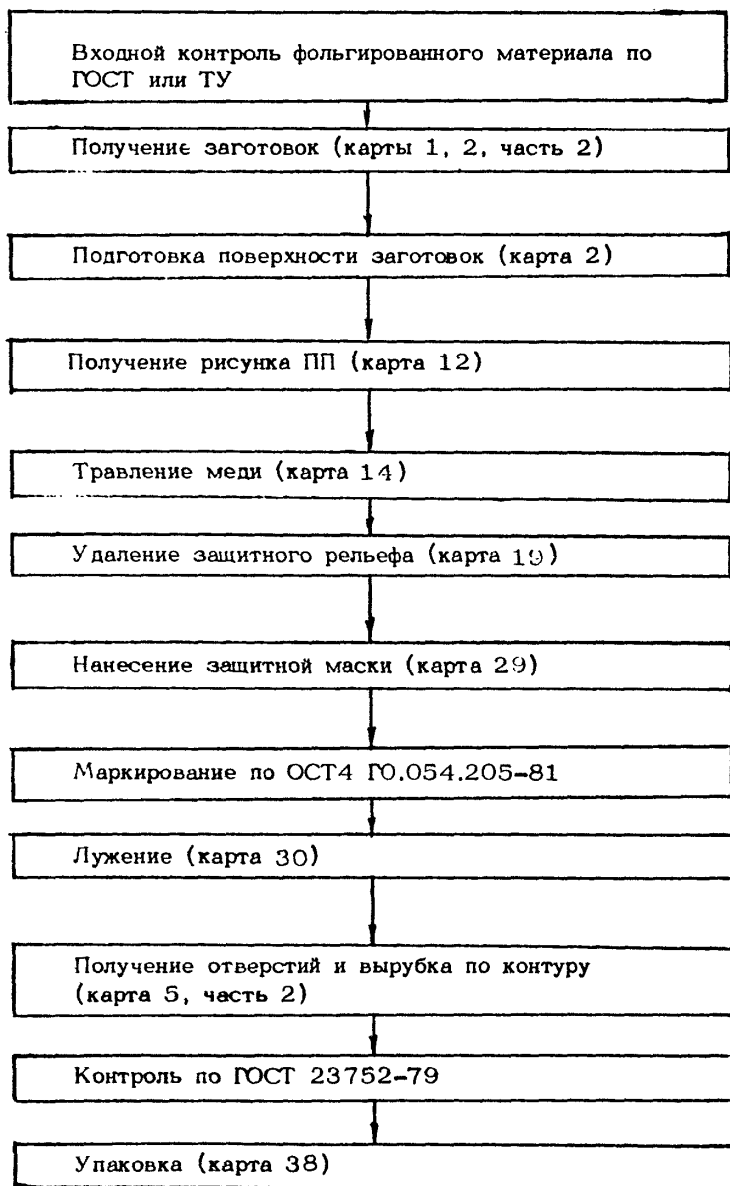 Входной контроль фольгированного материала по
ГОСТ или ТУ
Получение заготовок (карты 1, 2, часть 2)
Подготовка поверхности заготовок (карта 2)
Получение рисунка ПП (карта 12)
Травление меди (карта 14)
Удаление защитного рельефа (карта 19)
Нанесение защитной маски (карта 29)
Маркирование по ОСТ4 ГО.054.205-81
Лужение (карта 30)
Получение отверстий и вырубка по контуру
(карта 5, часть 2)
Контроль по ГОСТ 23752-79
Упаковка (карта 38)